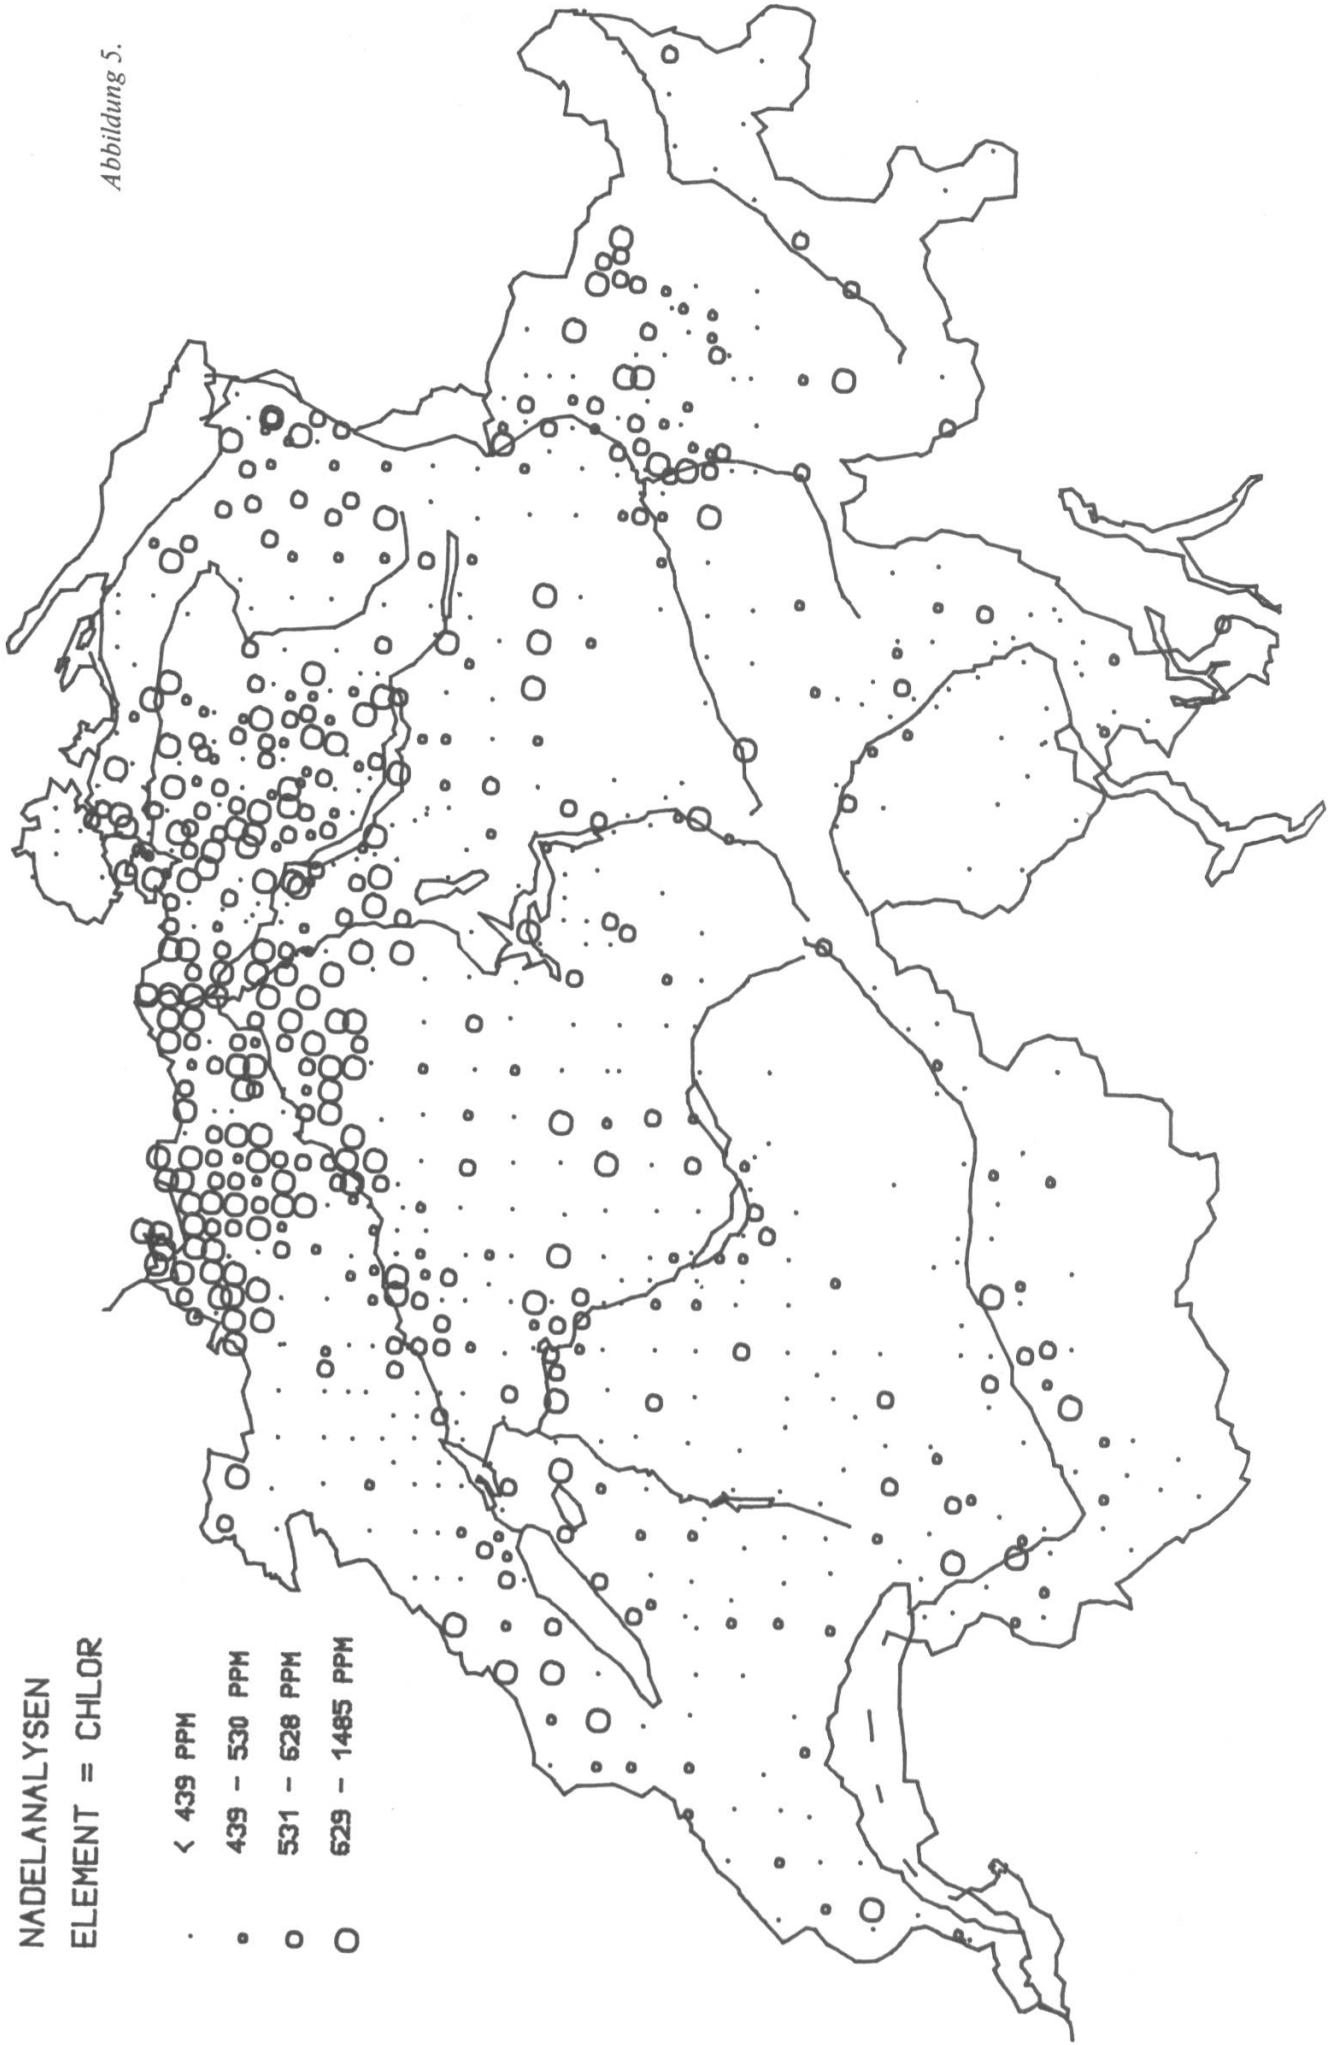 NADELANALYSEN
ELEMENT = CHLOR
. < 439 PPM
o 439 - 530 PPM
o 531 - 628 PPM
o 629 - 1485 PPM
Abbildung 5.